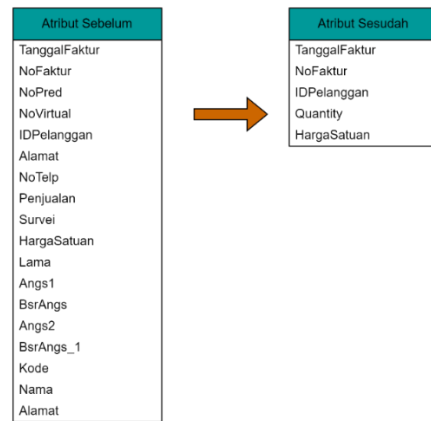 Atribut Sebelum
TanggalFaktur
NoFaktur
NoPred
NoVirtual
IDPelanggan
Alamat
NoTelp
Penjualan
Survei
HargaSatuan
Lama
Angs1
BsrAngs
Angs2
BsrAngs_1
Kode
Nama
Alamat
Atribut Sesudah
TanggalFaktur
NoFaktur
IDPelanggan
Quantity
HargaSatuan